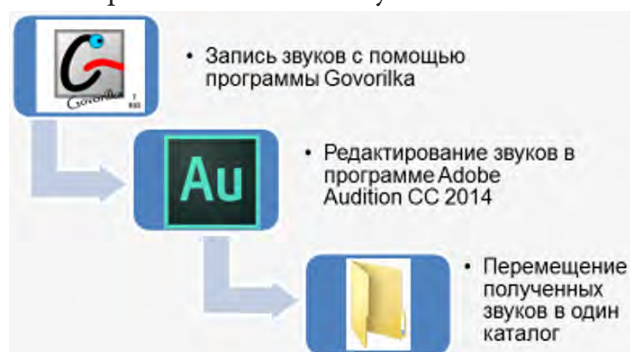 • Запись звуков с помощью
программы Govorilka
Govorilka
Au
• Редактирование звуков в
программе Adobe
Audition CC 2014
• Перемещение
полученных
звуков в один
каталог